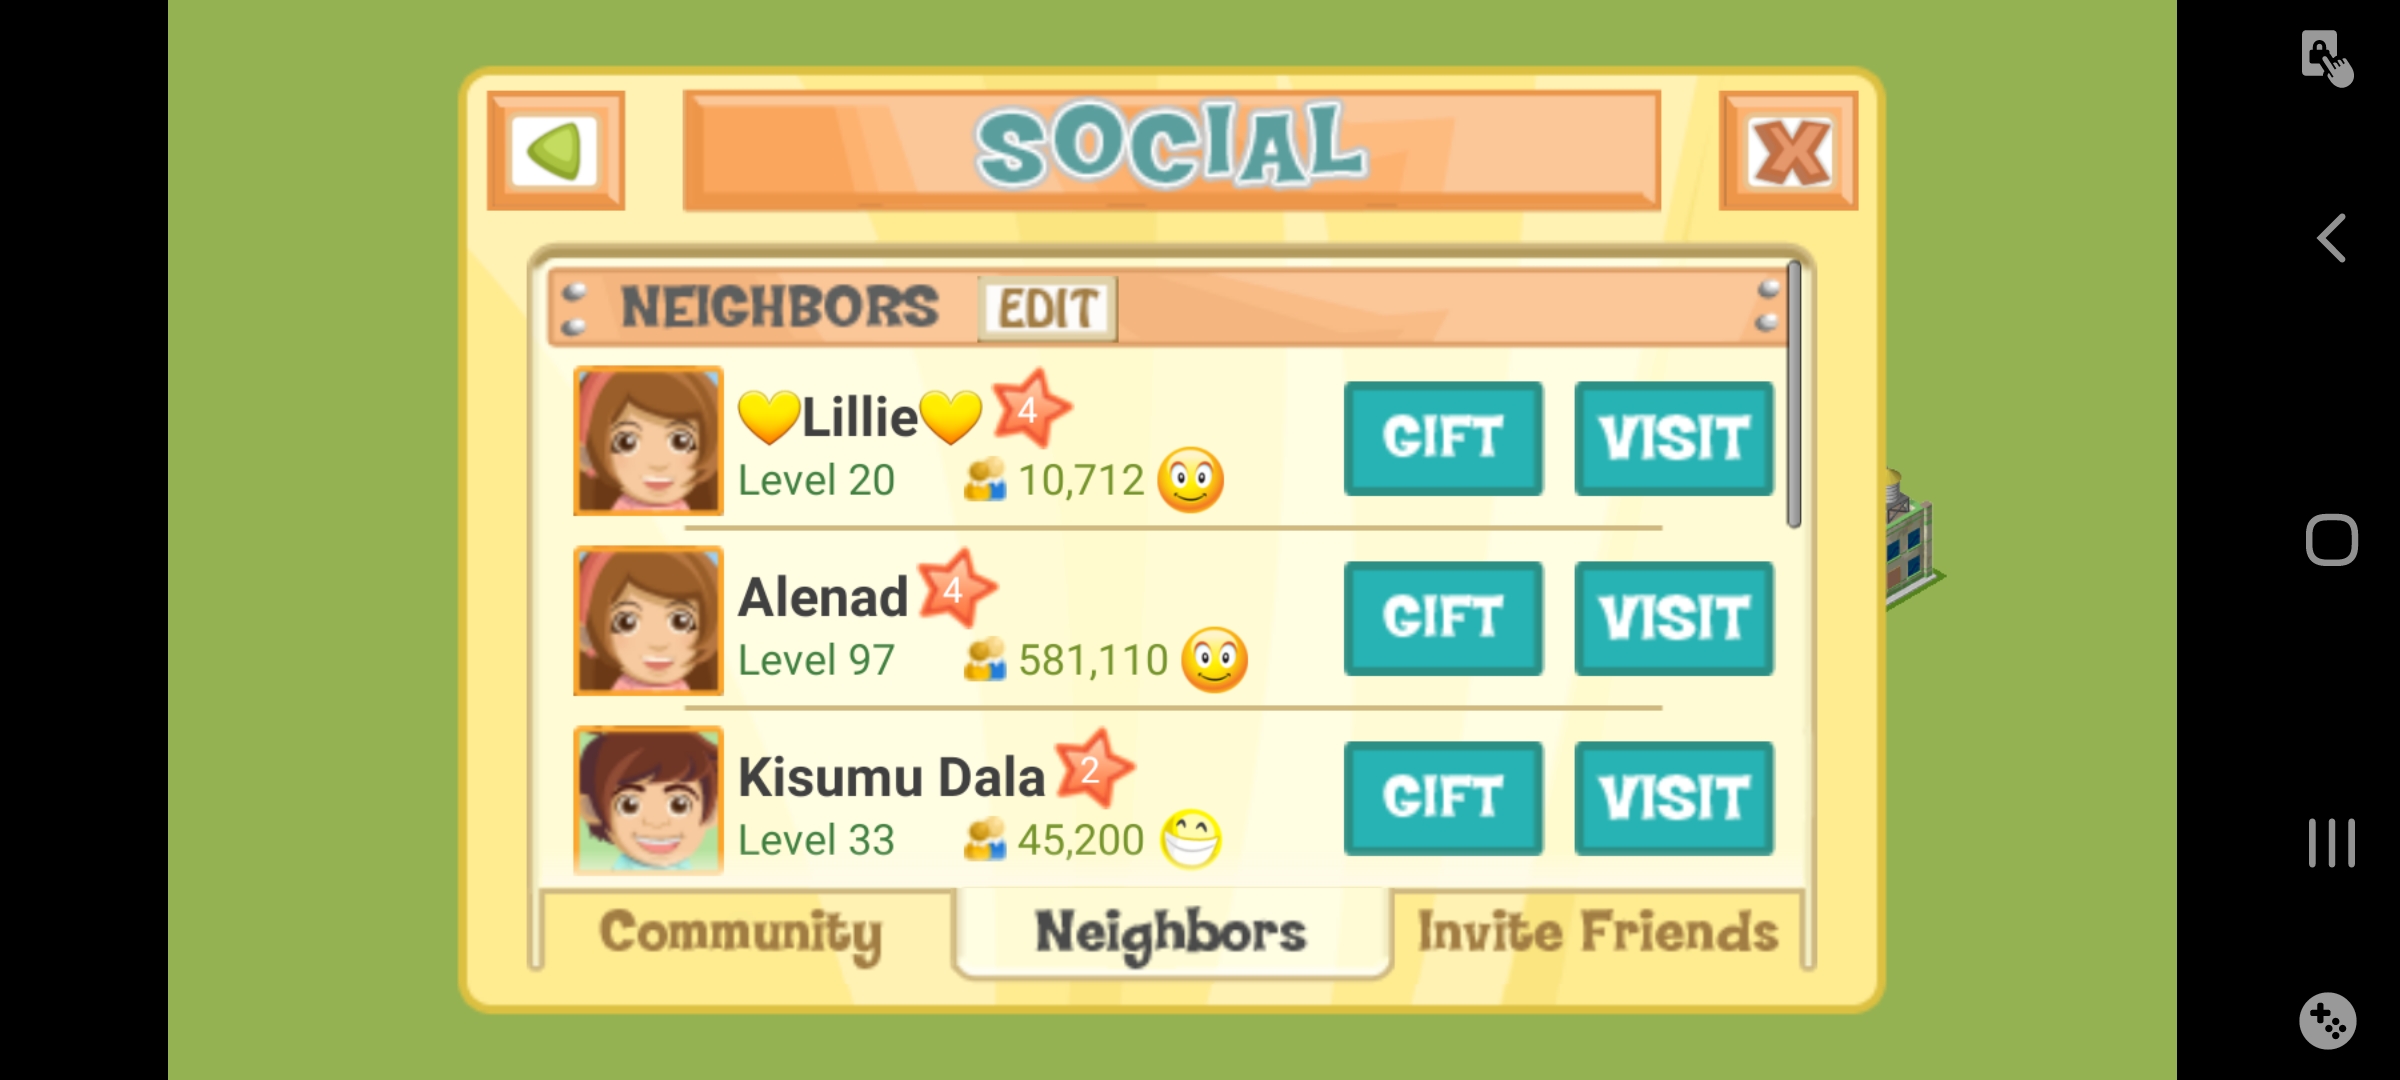 SOCIAL
NEIGHBORS EDIT
💛Lillie💛 4
Level 20 10,712
GIFT VISIT
Alenad 4
Level 97 581,110
GIFT VISIT
Kisumu Dala 2
Level 33 45,200
GIFT VISIT
Community Neighbors Invite Friends